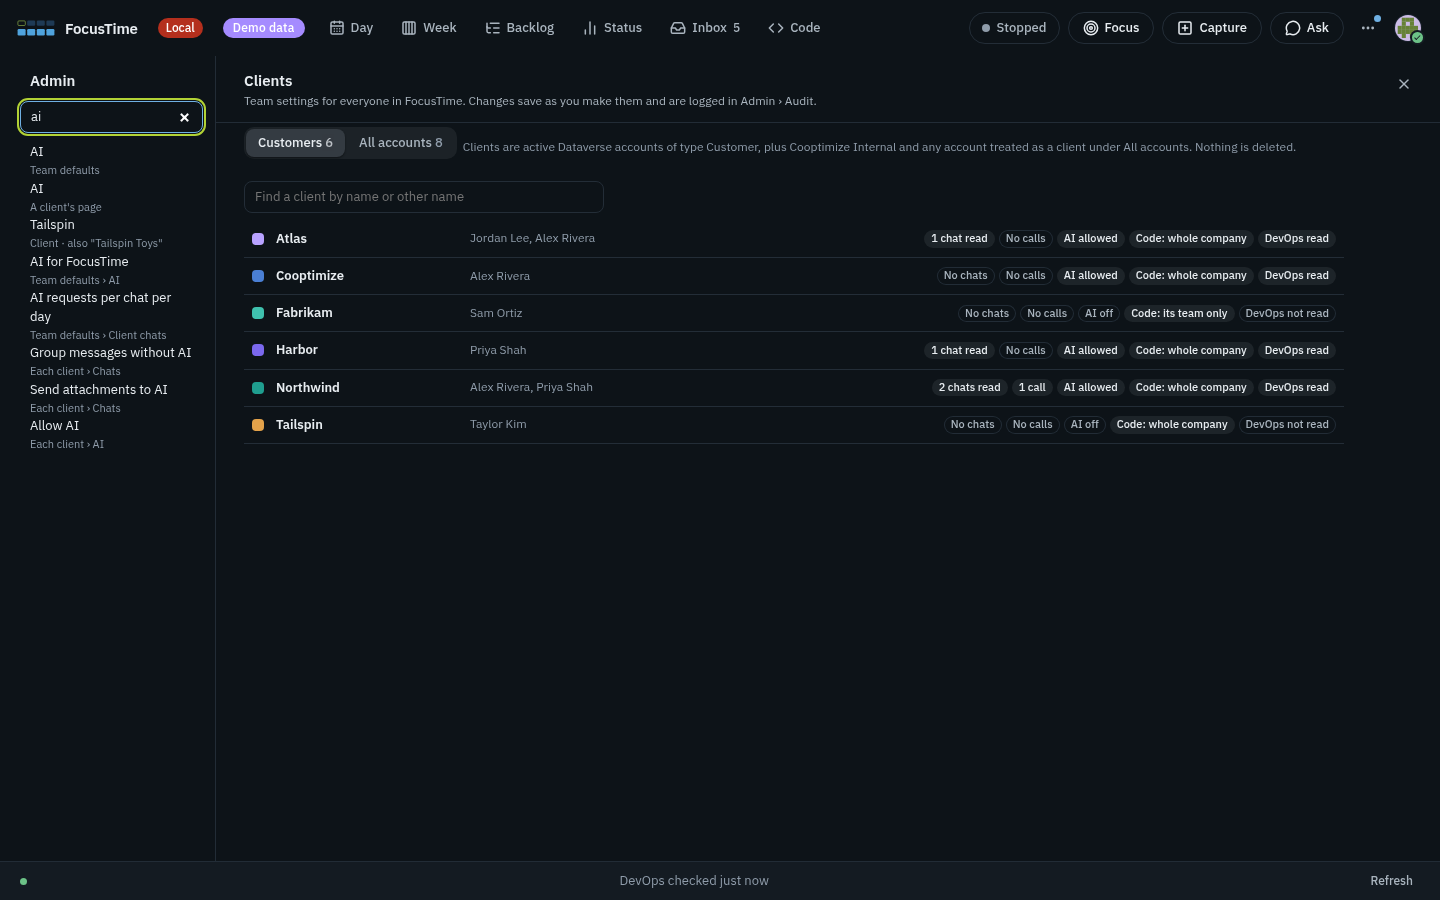 FocusTime
Local
Demo data
Day
Week
Backlog
Status
Inbox 5
Code
Stopped
Focus
Capture
Ask
Admin
ai
AI
Team defaults
AI
A client's page
Tailspin
Client · also "Tailspin Toys"
AI for FocusTime
Team defaults › AI
AI requests per chat per
day
Team defaults › Client chats
Group messages without AI
Each client › Chats
Send attachments to AI
Each client › Chats
Allow AI
Each client › AI
Clients
Team settings for everyone in FocusTime. Changes save as you make them and are logged in Admin › Audit.
Customers 6
All accounts 8
Clients are active Dataverse accounts of type Customer, plus Cooptimize Internal and any account treated as a client under All accounts. Nothing is deleted.
Find a client by name or other name
Atlas Jordan Lee, Alex Rivera 1 chat read No calls AI allowed Code: whole company DevOps read
Cooptimize Alex Rivera No chats No calls AI allowed Code: whole company DevOps read
Fabrikam Sam Ortiz No chats No calls AI off Code: its team only DevOps not read
Harbor Priya Shah 1 chat read No calls AI allowed Code: whole company DevOps read
Northwind Alex Rivera, Priya Shah 2 chats read 1 call AI allowed Code: whole company DevOps read
Tailspin Taylor Kim No chats No calls AI off Code: whole company DevOps not read
DevOps checked just now
Refresh